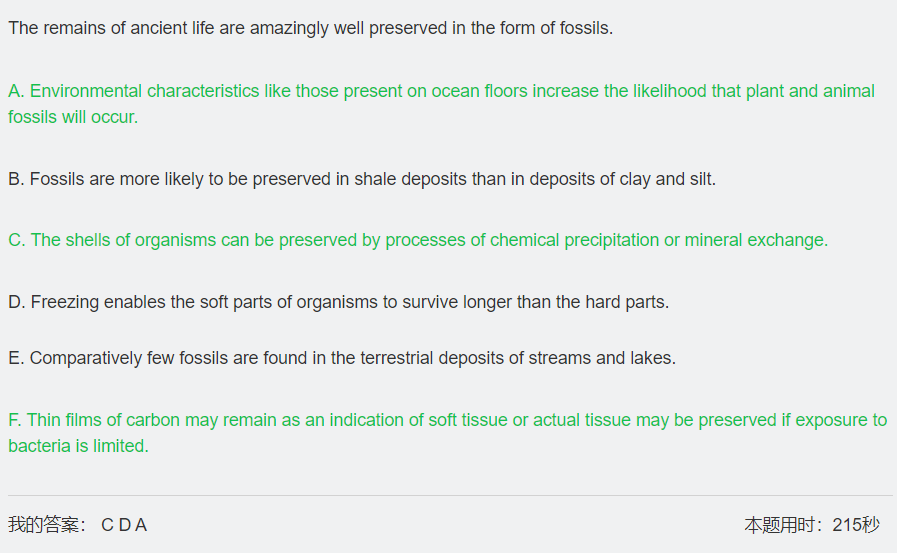 The remains of ancient life are amazingly well preserved in the form of fossils.
A. Environmental characteristics like those present on ocean floors increase the likelihood that plant and animal
fossils will occur.
B. Fossils are more likely to be preserved in shale deposits than in deposits of clay and silt.
C. The shells of organisms can be preserved by processes of chemical precipitation or mineral exchange.
D. Freezing enables the soft parts of organisms to survive longer than the hard parts.
E. Comparatively few fossils are found in the terrestrial deposits of streams and lakes.
F. Thin films of carbon may remain as an indication of soft tissue or actual tissue may be preserved if exposure to
bacteria is limited.
我的答案： C D A 本题用时：215秒